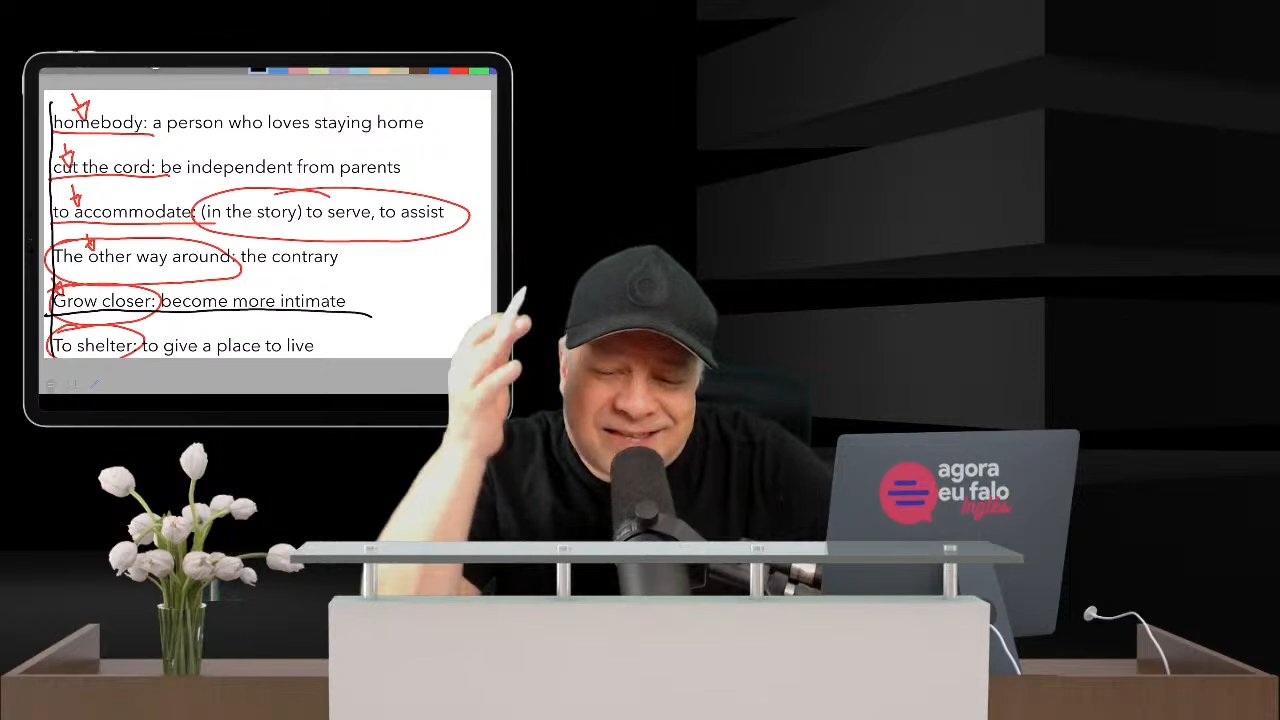 homebody: a person who loves staying home
cut the cord: be independent from parents
to accommodate: (in the story) to serve, to assist
The other way around: the contrary
Grow closer: become more intimate
To shelter: to give a place to live
agora
eu falo
inglês